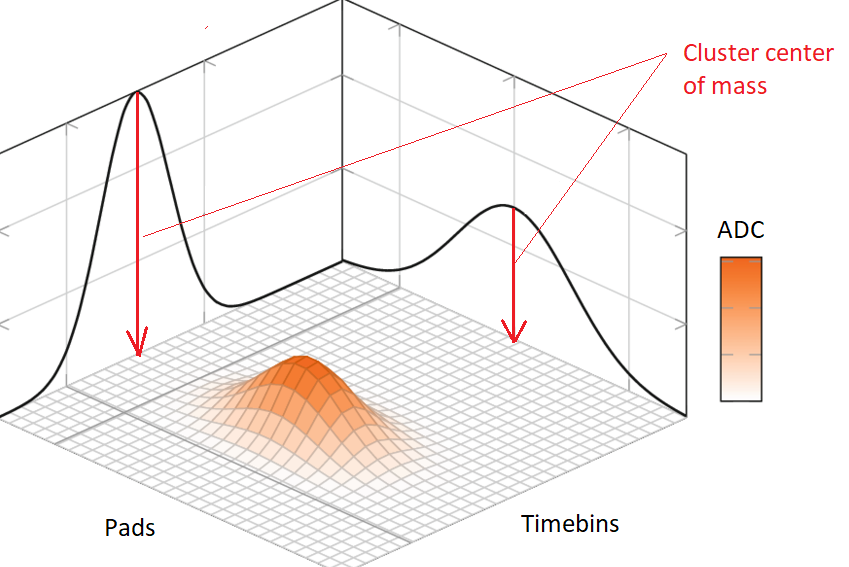 Cluster center
of mass
ADC
Pads
Timebins